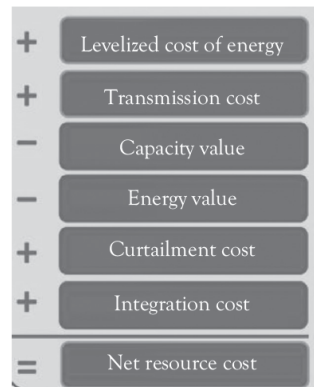 + Levelized cost of energy
+ Transmission cost
− Capacity value
− Energy value
+ Curtailment cost
+ Integration cost
= Net resource cost